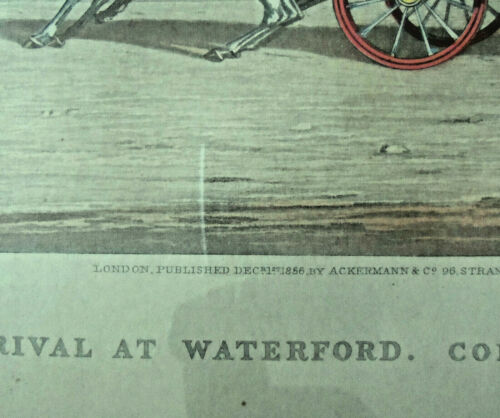 LONDON, PUBLISHED DECR. 1ST 1856, BY ACKERMANN & Co 96, STRAN
RIVAL AT WATERFORD. CO